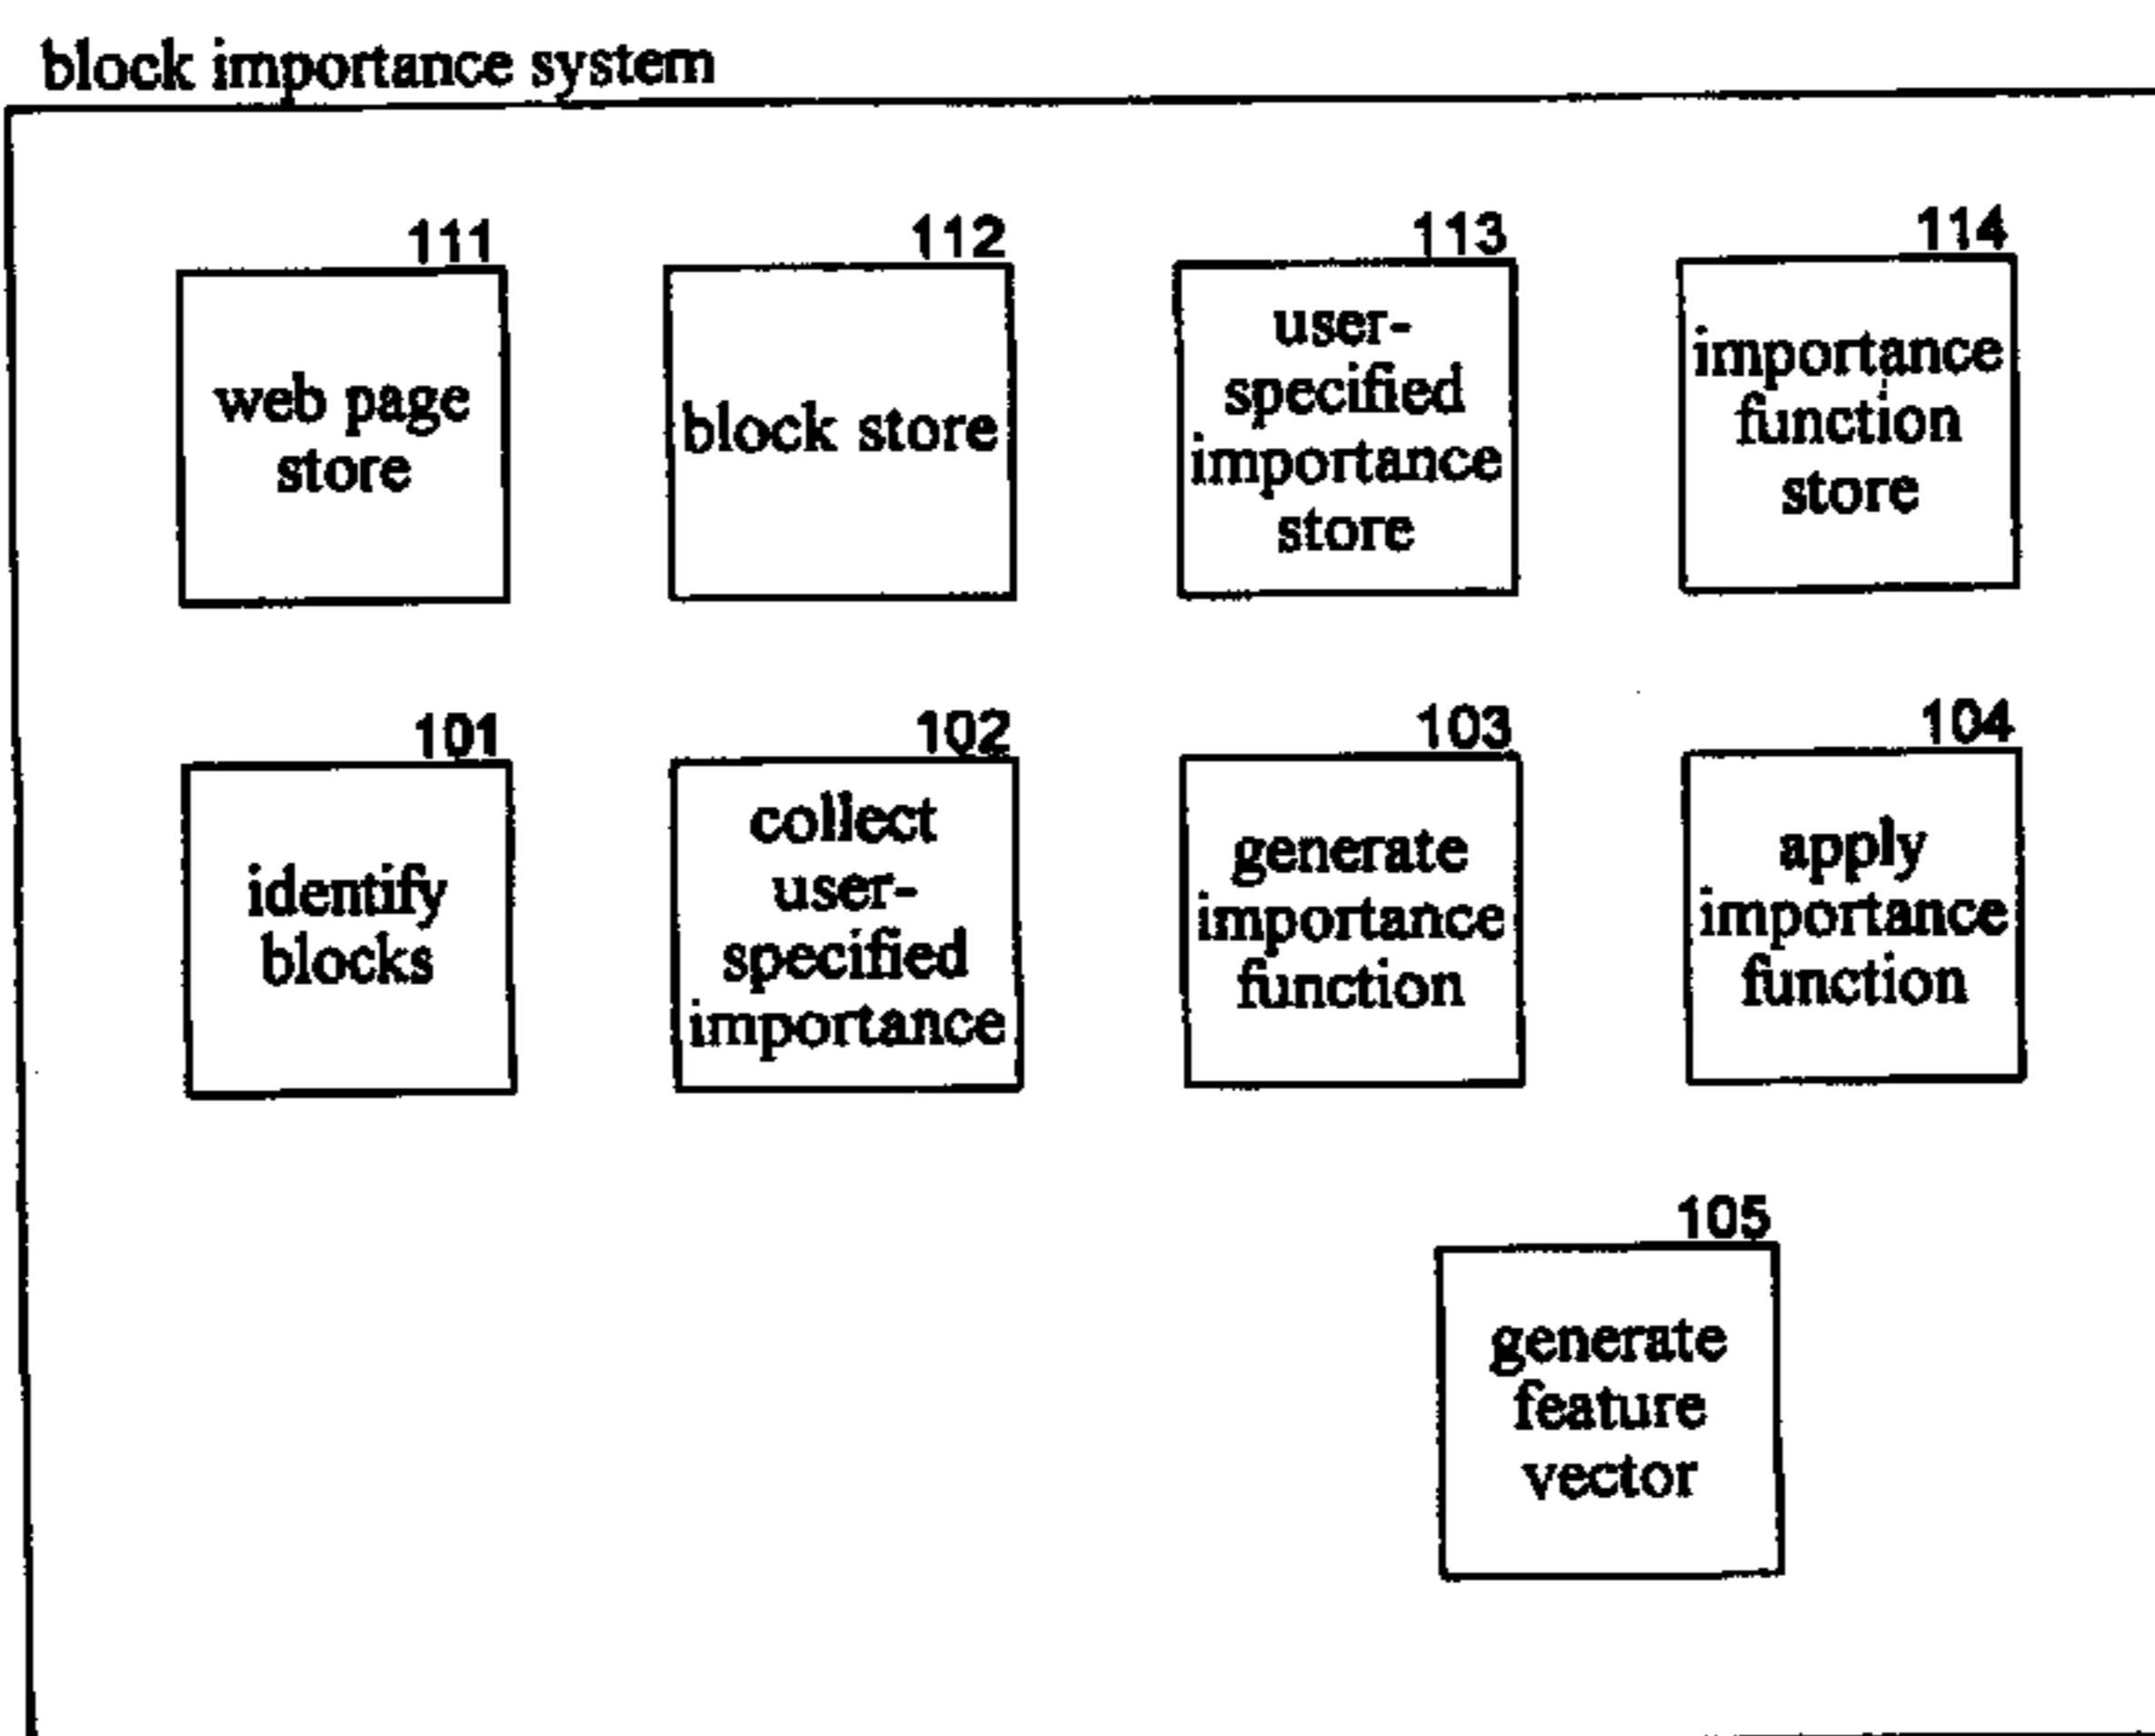 block importance system
111
web page
store
112
block store
113
user-
specified
importance
store
114
importance
function
store
101
identify
blocks
102
collect
user-
specified
importance
103
generate
importance
function
104
apply
importance
function
105
generate
feature
vector